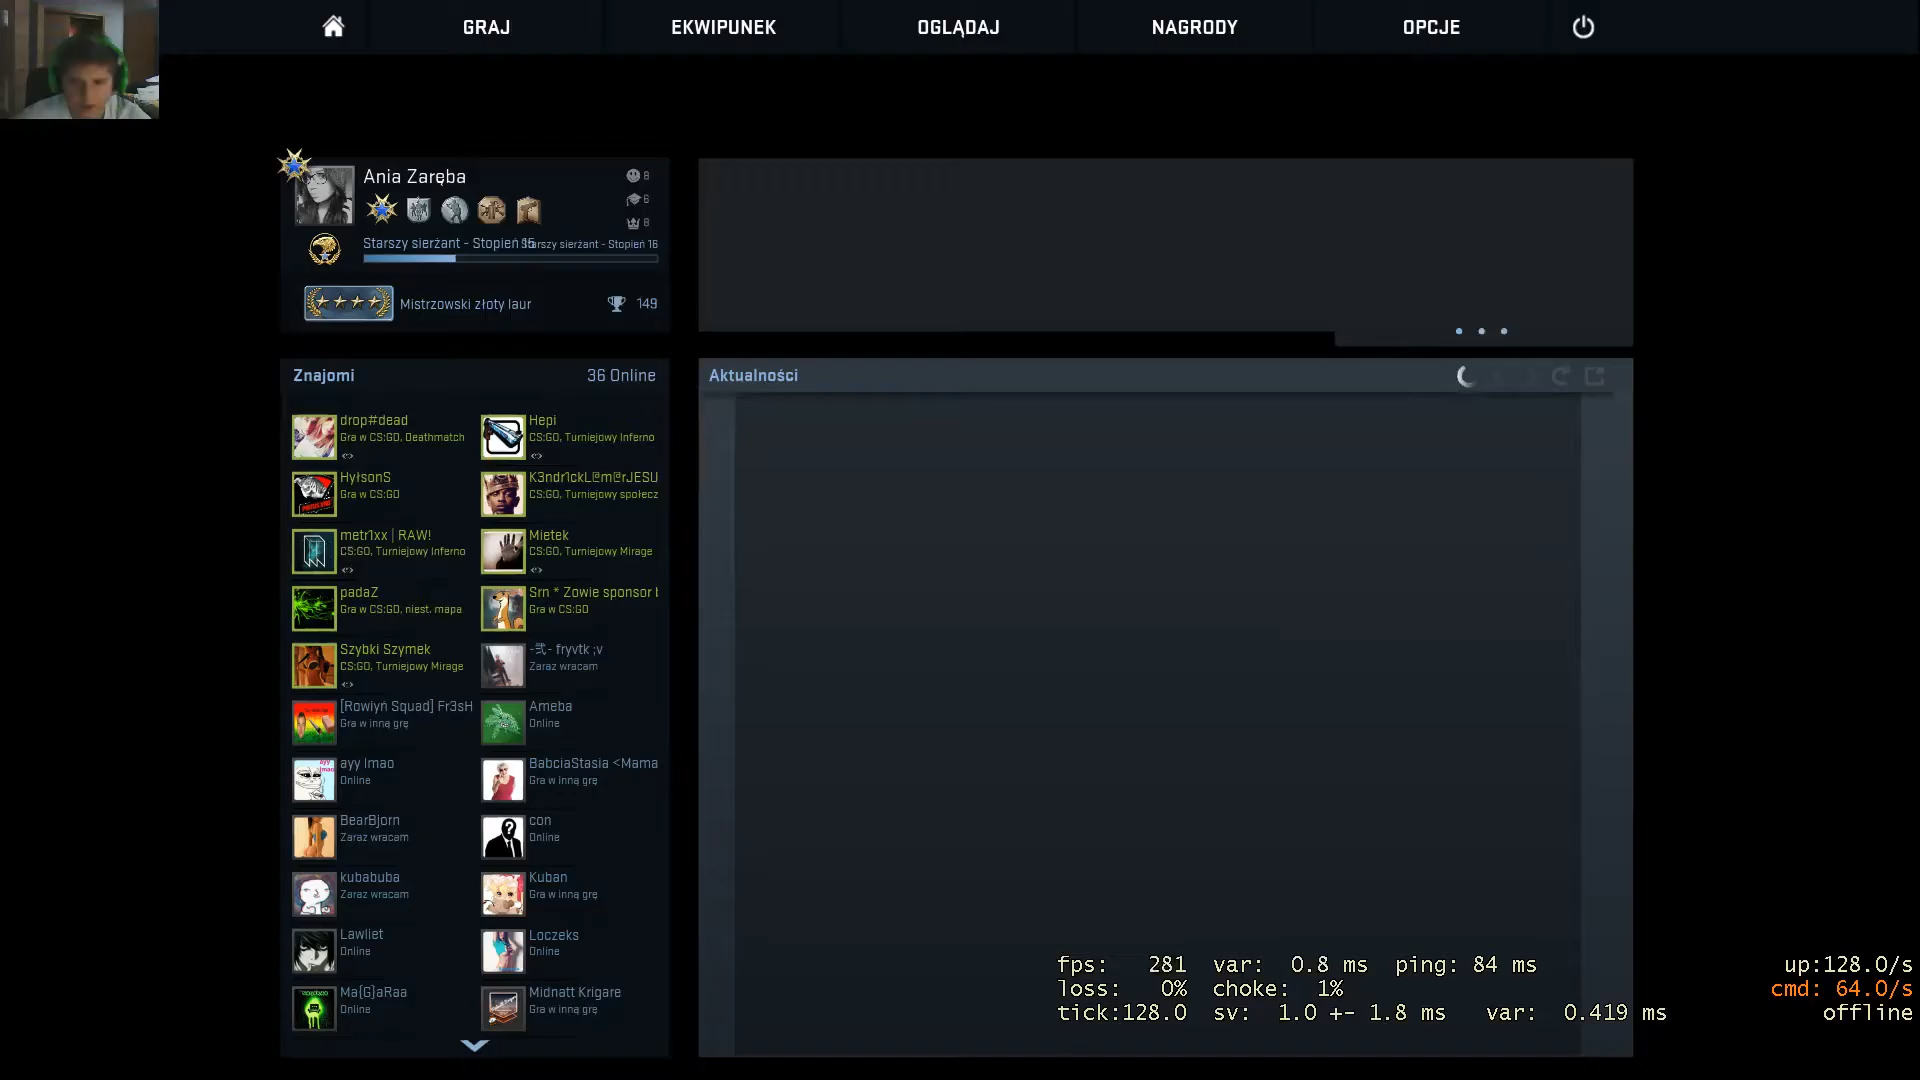 GRAJ
EKWIPUNEK
OGLĄDAJ
NAGRODY
OPCJE
Ania Zaręba
8
6
8
Starszy sierżant - Stopień 15
Starszy sierżant - Stopień 16
Mistrzowski złoty laur
149
Znajomi
36 Online
Aktualności
drop#dead
Gra w CS:GO, Deathmatch
Hepi
CS:GO, Turniejowy Inferno
HyłsonS
Gra w CS:GO
K3ndr1ckL@m@rJESU
CS:GO, Turniejowy społecz
metr1xx | RAW!
CS:GO, Turniejowy Inferno
Mietek
CS:GO, Turniejowy Mirage
padaZ
Gra w CS:GO, niest. mapa
Srn * Zowie sponsor
Gra w CS:GO
Szybki Szymek
CS:GO, Turniejowy Mirage
-弐- fryvtk ;v
Zaraz wracam
[Rowiyń Squad] Fr3sH
Gra w inną grę
Ameba
Online
ayy lmao
Online
BabciaStasia <Mama
Gra w inną grę
BearBjorn
Zaraz wracam
con
Online
kubabuba
Zaraz wracam
Kuban
Gra w inną grę
Lawliet
Online
Loczeks
Online
Ma(G)aRaa
Online
Midnatt Krigare
Gra w inną grę
fps: 281 var: 0.8 ms ping: 84 ms
loss: 0% choke: 1%
tick:128.0 sv: 1.0 +- 1.8 ms var: 0.419 ms
up:128.0/s
cmd: 64.0/s
offline